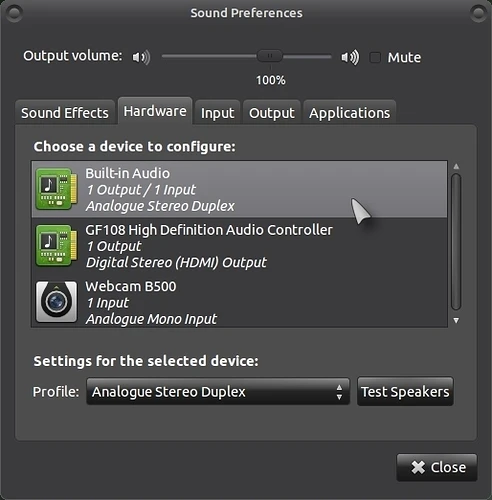 Sound Preferences
Output volume:
Mute
100%
Sound Effects
Hardware
Input
Output
Applications
Choose a device to configure:
Built-in Audio
1 Output / 1 Input
Analogue Stereo Duplex
GF108 High Definition Audio Controller
1 Output
Digital Stereo (HDMI) Output
Webcam B500
1 Input
Analogue Mono Input
Settings for the selected device:
Profile:
Analogue Stereo Duplex
Test Speakers
Close